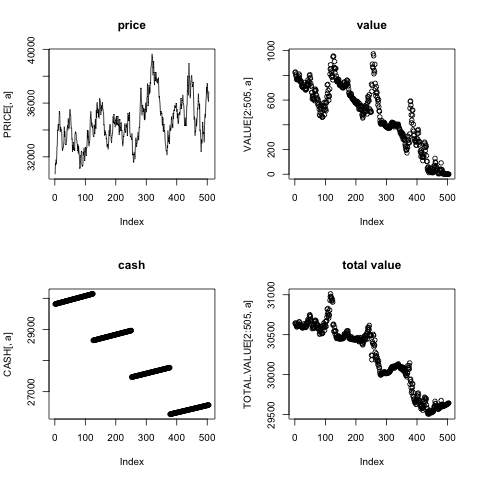 price
PRICE[, a]
32000 36000 40000
0 100 200 300 400 500
Index
value
VALUE[2:505, a]
0 200 600 1000
0 100 200 300 400 500
Index
cash
CASH[, a]
27000 29000
0 100 200 300 400 500
Index
total value
TOTAL.VALUE[2:505, a]
29500 30000 30500 31000
0 100 200 300 400 500
Index